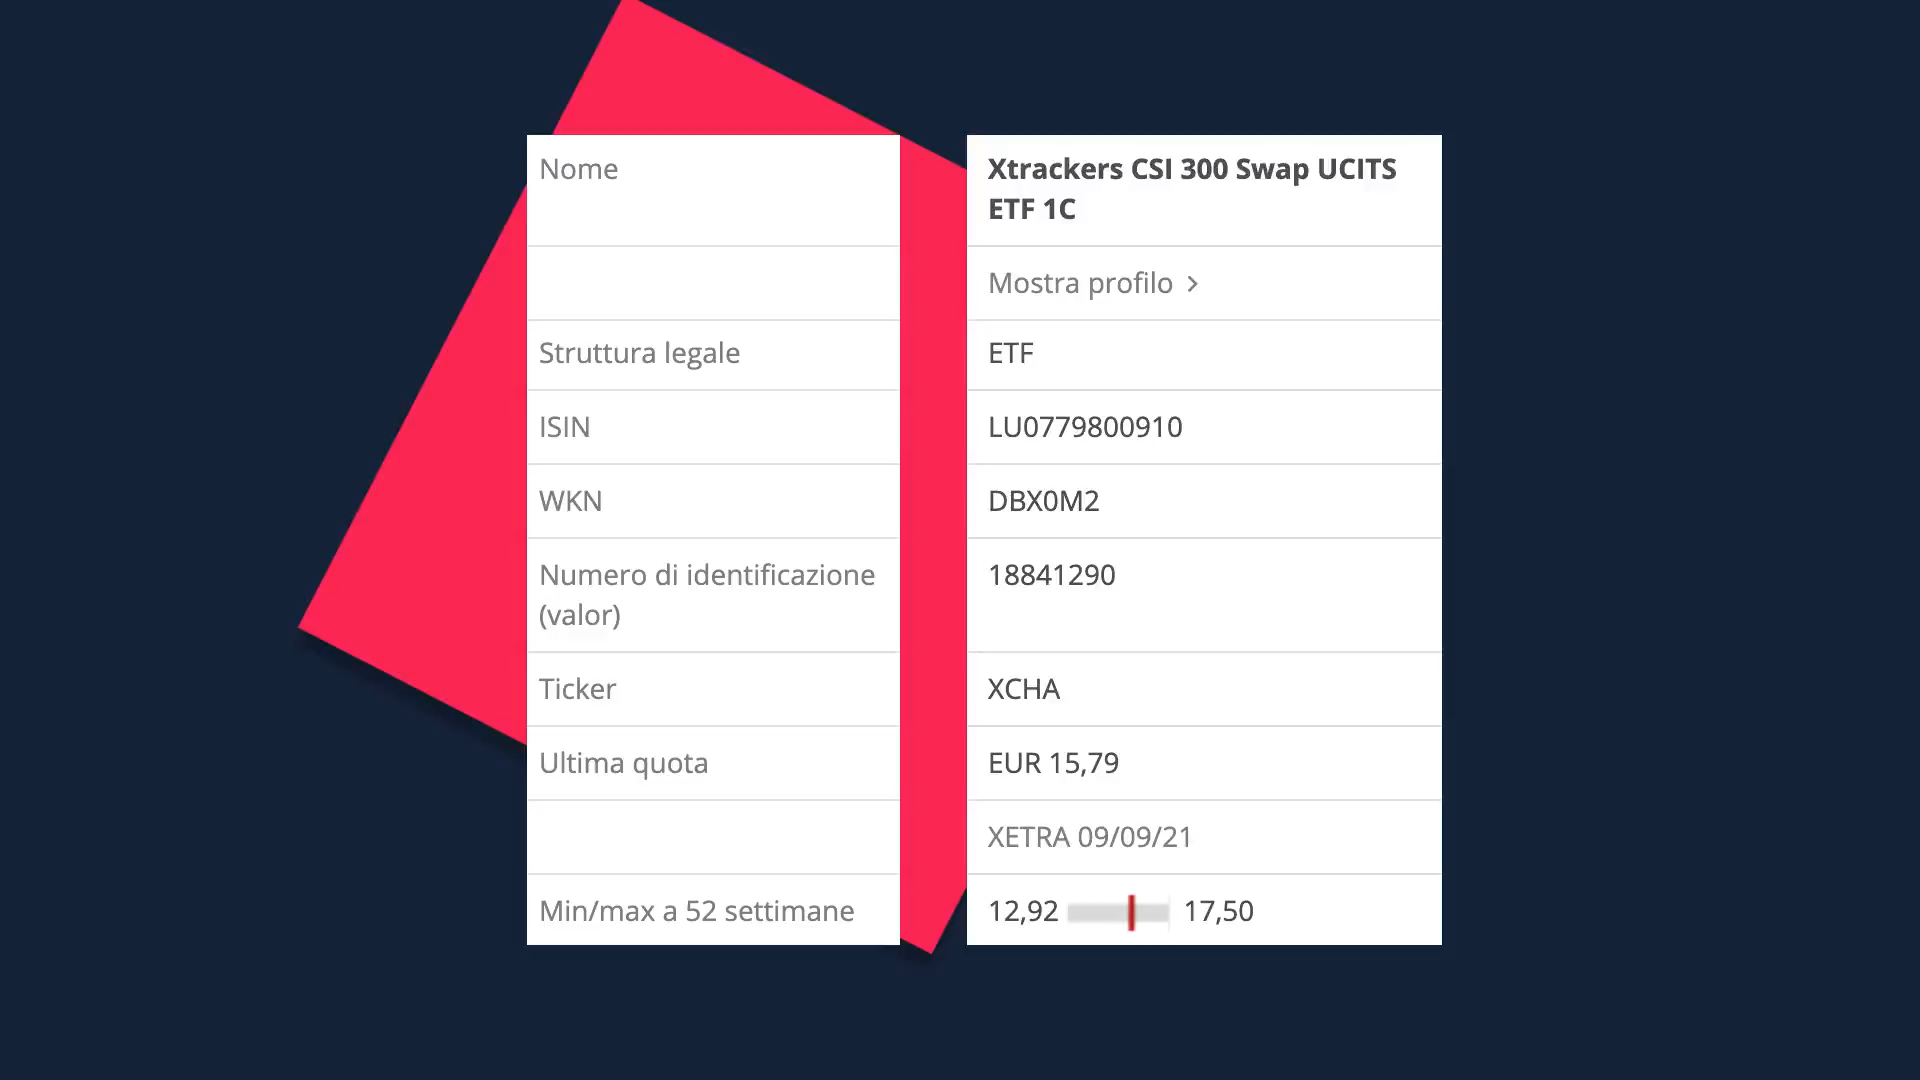 Nome
Xtrackers CSI 300 Swap UCITS
ETF 1C
Mostra profilo >
Struttura legale
ETF
ISIN
LU0779800910
WKN
DBX0M2
Numero di identificazione
(valor)
18841290
Ticker
XCHA
Ultima quota
EUR 15,79
XETRA 09/09/21
Min/max a 52 settimane
12,92 17,50